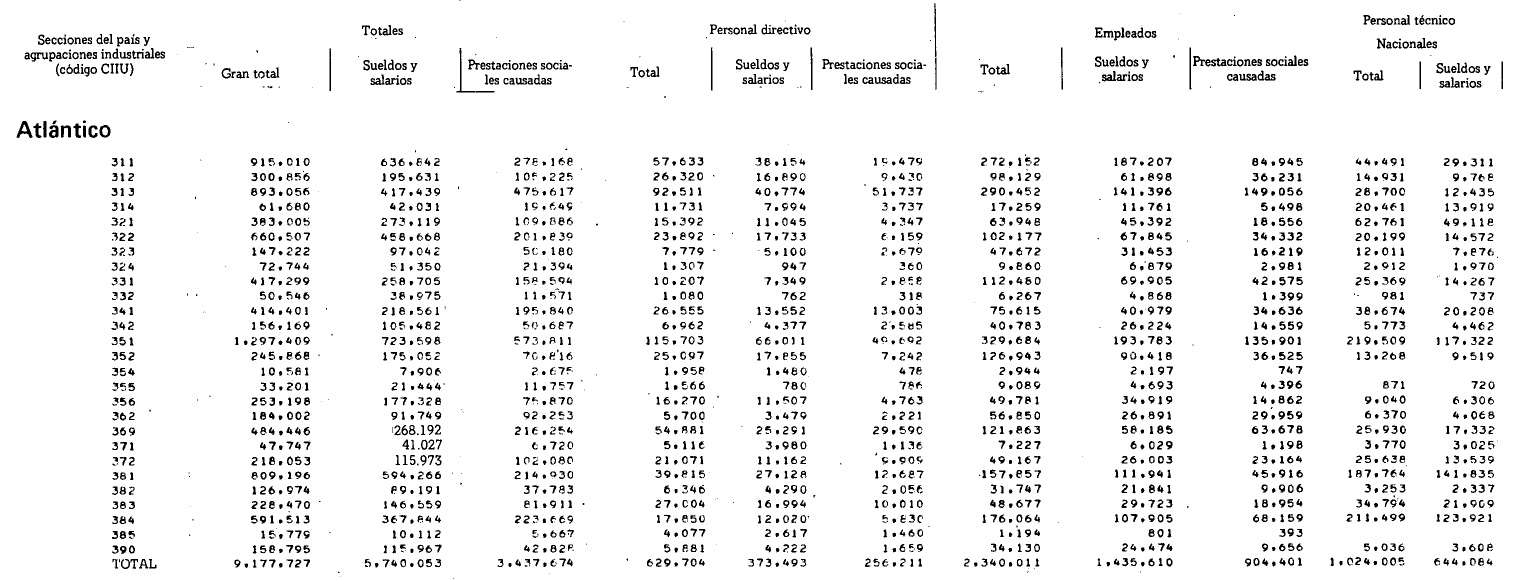 Secciones del país y agrupaciones industriales (código CIIU)
Totales
Personal directivo
Empleados
Personal técnico
Nacionales
Gran total
Sueldos y salarios
Prestaciones socia-
les causadas
Total
Sueldos y salarios
Prestaciones socia-
les causadas
Total
Sueldos y salarios
Prestaciones sociales causadas
Total
Sueldos y salarios
Atlántico
311 915.010 636.842 278.168 57.633 38.154 19.479 272.152 187.207 84.945 44.491 29.311
312 300.856 195.631 105.225 26.320 16.890 9.430 98.129 61.898 36.231 14.931 9.768
313 893.056 417.439 475.617 92.511 40.774 51.737 290.452 141.396 149.056 28.700 12.435
314 61.680 42.031 19.649 11.731 7.994 3.737 17.259 11.761 5.498 20.461 13.919
321 383.005 273.119 109.886 15.392 11.045 4.347 63.948 45.392 18.556 62.761 49.118
322 660.507 458.668 201.839 23.892 17.733 6.159 102.177 67.845 34.332 20.199 14.572
323 147.222 97.042 50.180 7.779 5.100 2.679 47.672 31.453 16.219 12.011 7.876
324 72.744 51.350 21.394 1.307 947 360 9.860 6.879 2.981 2.912 1.970
331 417.299 258.705 158.594 10.207 7.349 2.858 112.480 69.905 42.575 25.369 14.267
332 50.546 38.975 11.571 1.080 762 318 6.267 4.868 1.399 981 737
341 414.401 218.561 195.840 26.555 13.552 13.003 75.615 40.979 34.636 38.674 20.208
342 156.169 105.482 50.687 6.962 4.377 2.585 40.783 26.224 14.559 5.773 4.462
351 1.297.409 723.598 573.811 115.703 66.011 49.692 329.684 193.783 135.901 219.509 117.322
352 245.868 175.052 70.816 25.097 17.855 7.242 126.943 90.418 36.525 13.268 9.519
354 10.581 7.906 2.675 1.958 1.480 478 2.944 2.197 747
355 33.201 21.444 11.757 1.566 780 786 9.089 4.693 4.396 871 720
356 253.198 177.328 75.870 16.270 11.507 4.763 49.781 34.919 14.862 9.040 6.306
362 184.002 91.749 92.253 5.700 3.479 2.221 56.850 26.891 29.959 6.370 4.068
369 484.446 268.192 216.254 54.881 25.291 29.590 121.863 58.185 63.678 25.930 17.332
371 47.747 41.027 6.720 5.116 3.980 1.136 7.227 6.029 1.198 3.770 3.025
372 218.053 115.973 102.080 21.071 11.162 9.909 49.167 26.003 23.164 25.638 13.539
381 809.196 594.266 214.930 39.815 27.128 12.687 157.857 111.941 45.916 187.764 141.835
382 126.974 89.191 37.783 6.346 4.290 2.056 31.747 21.841 9.906 3.253 2.337
383 228.470 146.559 81.911 27.004 16.994 10.010 48.677 29.723 18.954 34.794 21.909
384 591.513 367.844 223.669 17.850 12.020 5.830 176.064 107.905 68.159 211.499 123.921
385 15.779 10.112 5.667 4.077 2.617 1.460 1.194 801 393
390 158.795 115.967 42.828 5.881 4.222 1.659 34.130 24.474 9.656 5.036 3.608
TOTAL 9.177.727 5.740.053 3.437.674 629.704 373.493 256.211 2.340.011 1.435.610 904.401 1.024.005 644.084